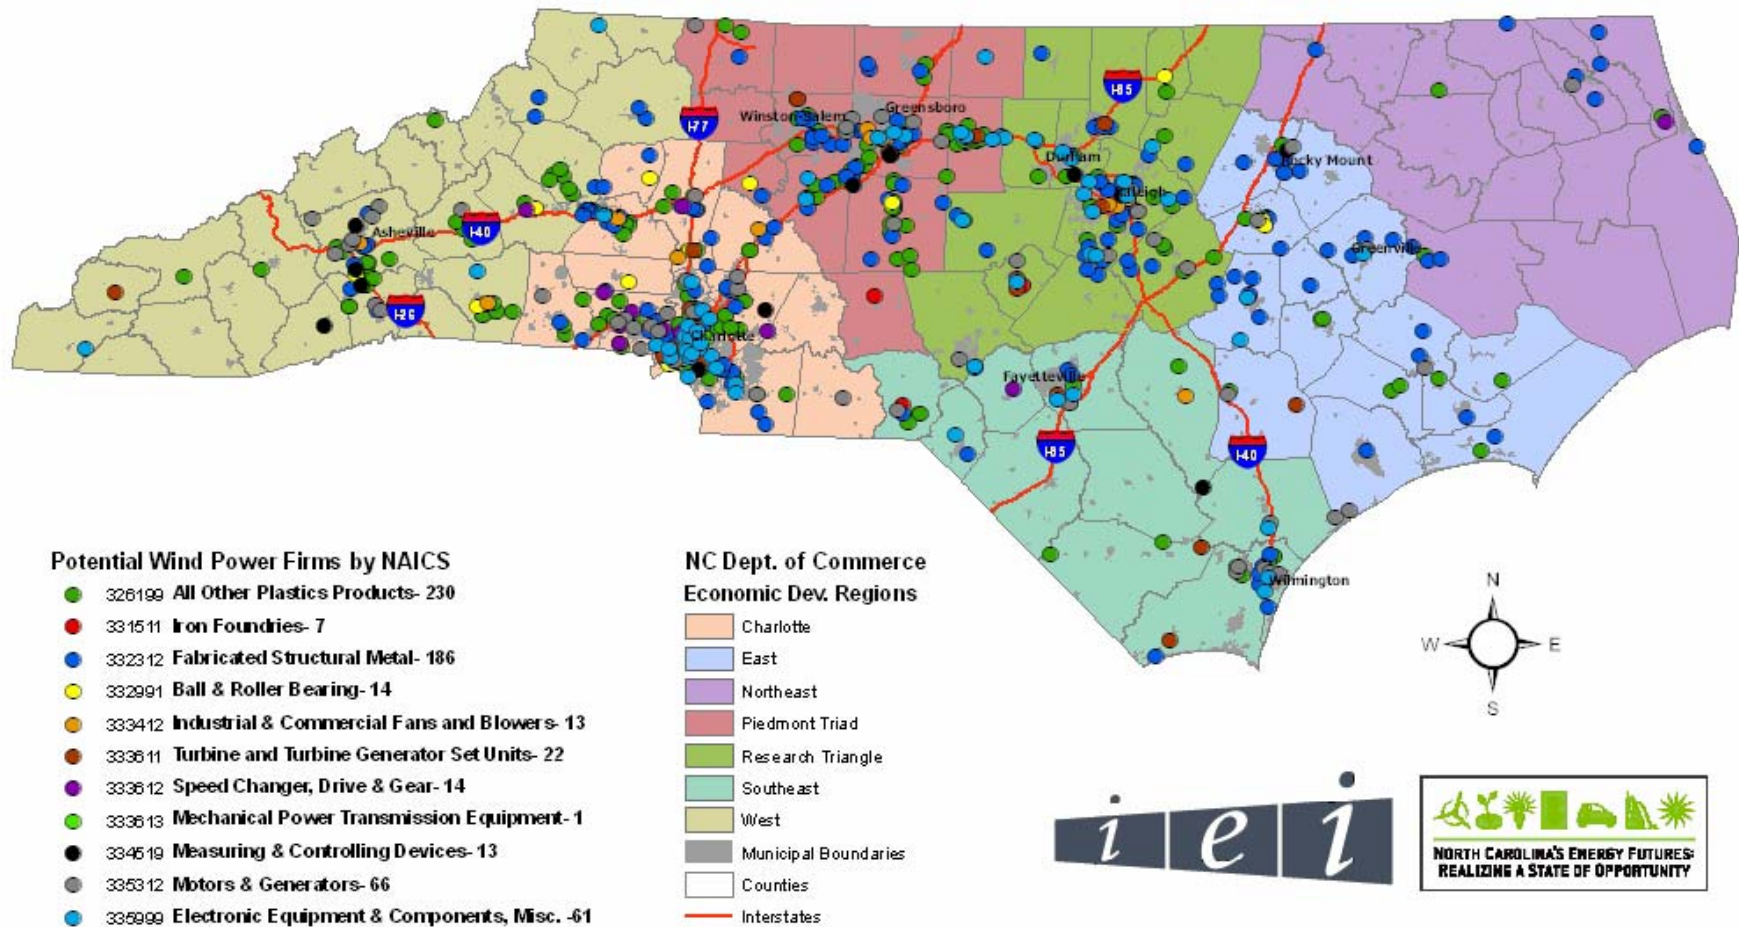 I-77
Winston-Salem
Greensboro
I-85
Durham
Raleigh
Rocky Mount
Asheville
I-40
Greenville
I-26
Charlotte
Fayetteville
I-95
I-40
Wilmington
Potential Wind Power Firms by NAICS
326199 All Other Plastics Products- 230
331511 Iron Foundries- 7
332312 Fabricated Structural Metal- 186
332991 Ball & Roller Bearing- 14
333412 Industrial & Commercial Fans and Blowers- 13
333611 Turbine and Turbine Generator Set Units- 22
333612 Speed Changer, Drive & Gear- 14
333613 Mechanical Power Transmission Equipment- 1
334519 Measuring & Controlling Devices- 13
335312 Motors & Generators- 66
335999 Electronic Equipment & Components, Misc. -61
NC Dept. of Commerce
Economic Dev. Regions
Charlotte
East
Northeast
Piedmont Triad
Research Triangle
Southeast
West
Municipal Boundaries
Counties
Interstates
N
W E
S
i e i
NORTH CAROLINA'S ENERGY FUTURES:
REALIZING A STATE OF OPPORTUNITY